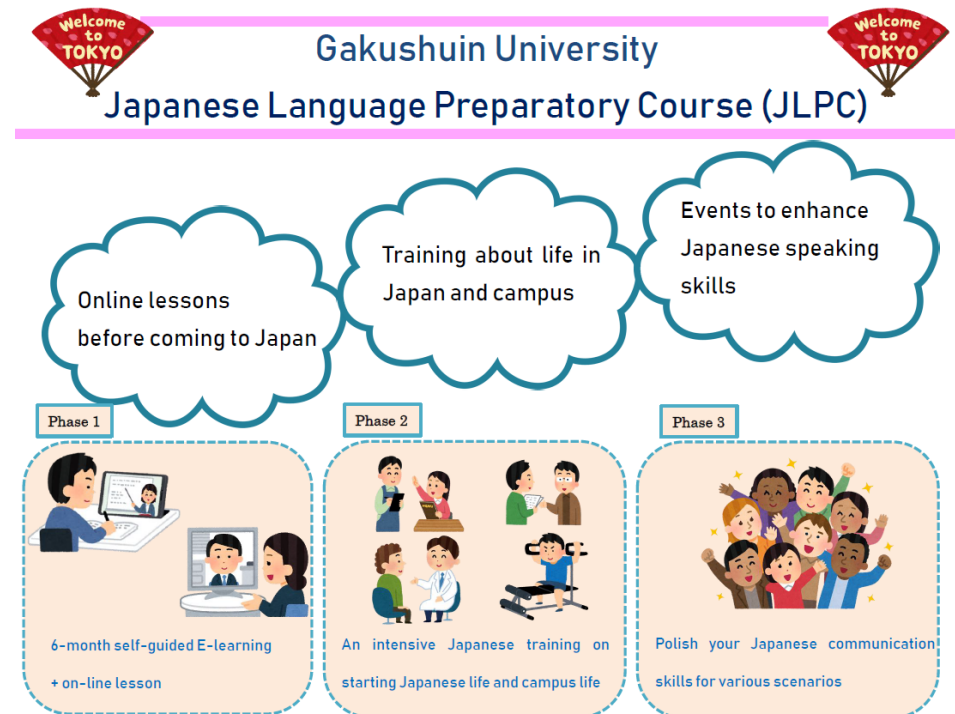 Welcome
to
TOKYO
Welcome
to
TOKYO
Gakushuin University
Japanese Language Preparatory Course (JLPC)
Online lessons
before coming to Japan
Training about life in
Japan and campus
Events to enhance
Japanese speaking
skills
Phase 1
6-month self-guided E-learning
+ on-line lesson
Phase 2
An intensive Japanese training on
starting Japanese life and campus life
Phase 3
Polish your Japanese communication
skills for various scenarios